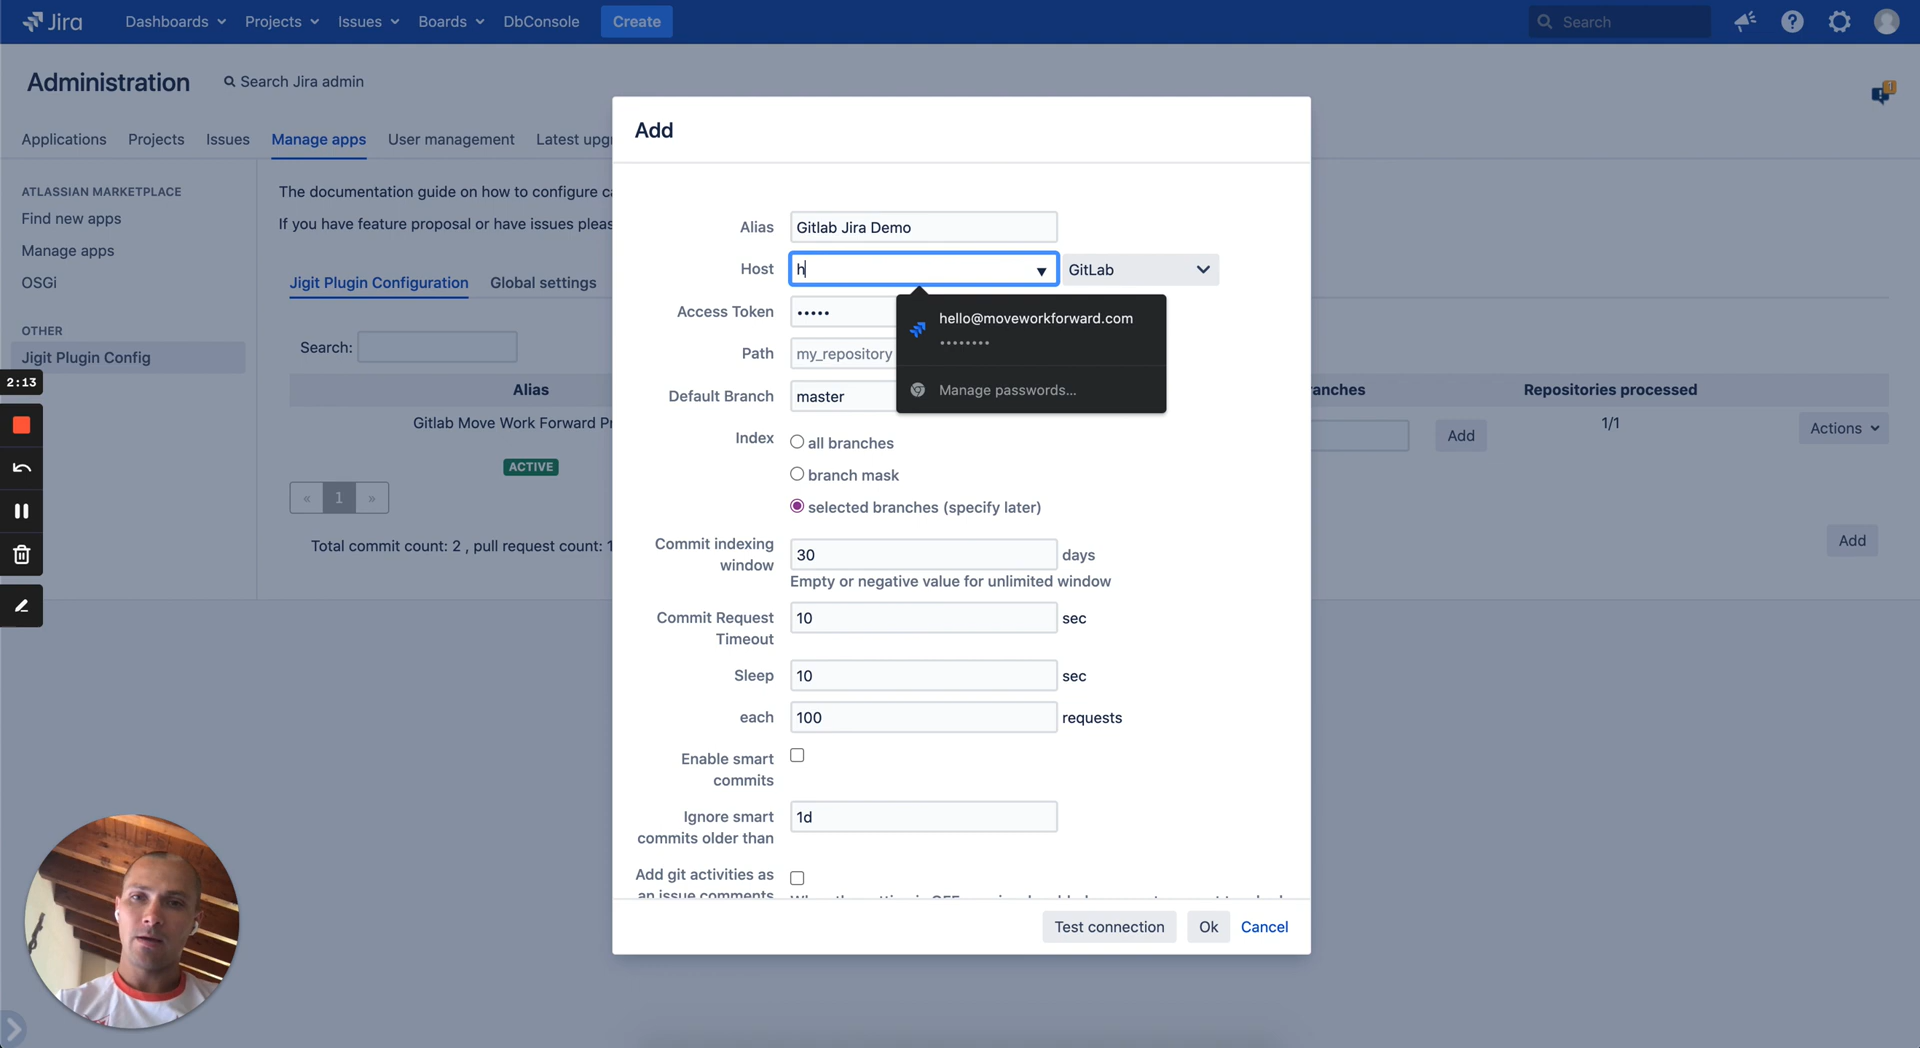 Jira
Dashboards
Projects
Issues
Boards
DbConsole
Create
Search
Administration
Search Jira admin
Applications
Projects
Issues
Manage apps
User management
Latest upg
ATLASSIAN MARKETPLACE
Find new apps
Manage apps
OSGi
OTHER
Jigit Plugin Config
The documentation guide on how to configure ca
If you have feature proposal or have issues pleas
Jigit Plugin Configuration
Global settings
Search:
Alias
anches
Repositories processed
Gitlab Move Work Forward Pr
Add
1/1
Actions
ACTIVE
« 1 »
Total commit count: 2 , pull request count: 1
Add
2:13
Add
Alias
Gitlab Jira Demo
Host
h
GitLab
hello@moveworkforward.com
••••••••
Manage passwords...
Access Token
•••••
Path
my_repository
Default Branch
master
Index
all branches
branch mask
selected branches (specify later)
Commit indexing
window
30
days
Empty or negative value for unlimited window
Commit Request
Timeout
10
sec
Sleep
10
sec
each
100
requests
Enable smart
commits
Ignore smart
commits older than
1d
Add git activities as
an issue comments
Test connection
Ok
Cancel